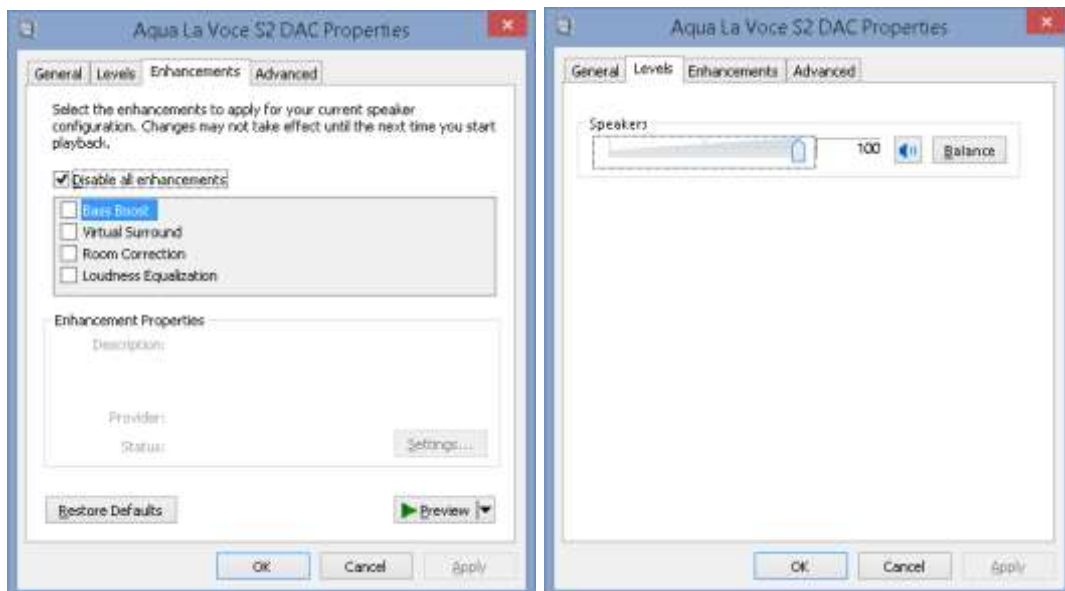 Aqua La Voce S2 DAC Properties
General Levels Enhancements Advanced
Select the enhancements to apply for your current speaker
configuration. Changes may not take effect until the next time you start
playback.
Disable all enhancements
Bass Boost
Virtual Surround
Room Correction
Loudness Equalization
Enhancement Properties
Description:
Provider:
Status:
Settings...
Restore Defaults
Preview
OK Cancel Apply
Aqua La Voce S2 DAC Properties
General Levels Enhancements Advanced
Speakers
100 Balance
OK Cancel Apply